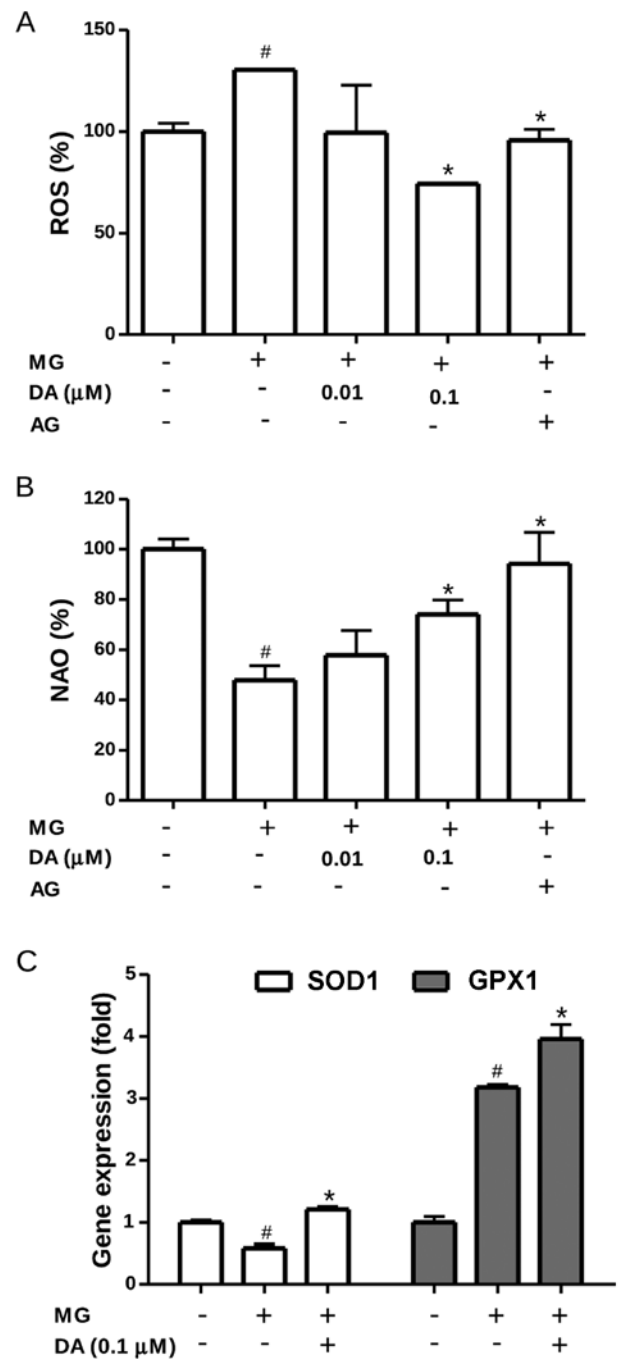 A
150
#
100
*
*
ROS (%)
50
0
MG - + + + +
DA (μM) - - 0.01 0.1 -
AG - - - - +
B
120
100
*
80
*
NAO (%)
60
#
40
20
0
MG - + + + +
DA (μM) - - 0.01 0.1 -
AG - - - - +
C
5
SOD1 GPX1
*
4
#
Gene expression (fold)
3
2
*
1
#
0
MG - + + - + +
DA (0.1 μM) - - + - - +